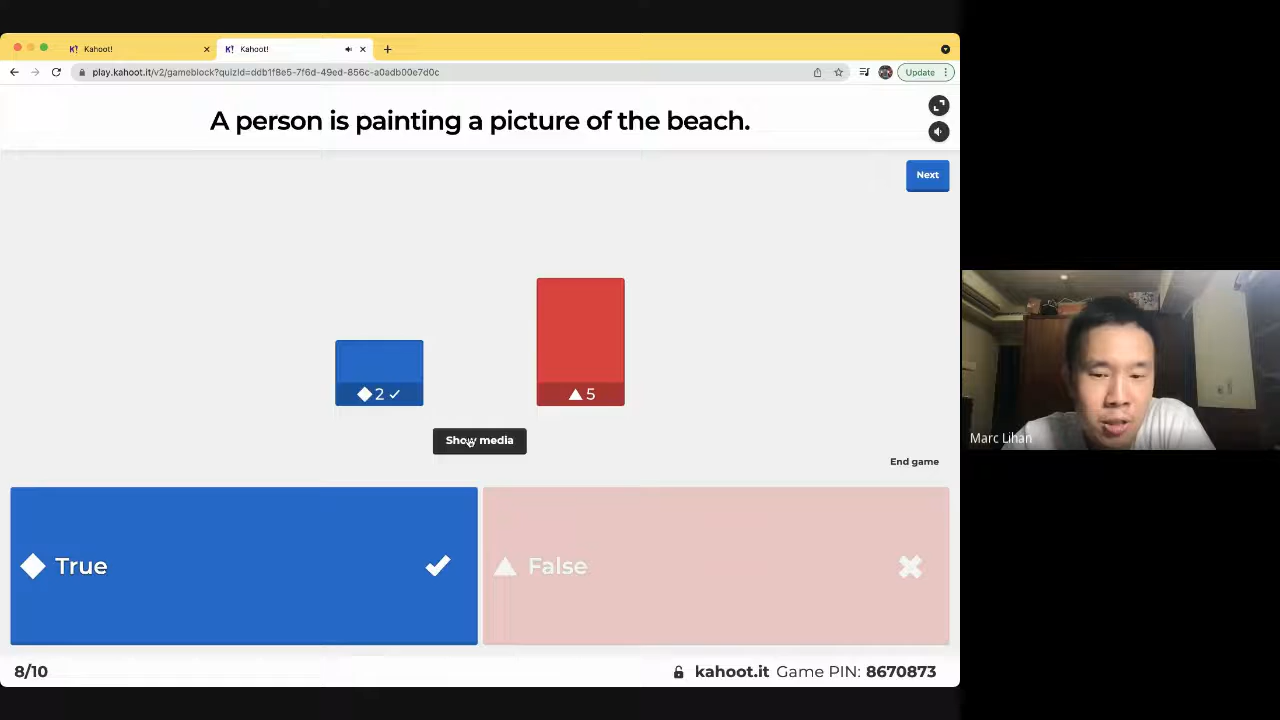 Kahoot!
Kahoot!
play.kahoot.it/v2/gameblock?quizId=ddb1f8e5-7f6d-49ed-856c-a0adb00e7d0c
Update
A person is painting a picture of the beach.
Next
2
5
Show media
End game
True
False
8/10
kahoot.it Game PIN: 8670873
Marc Lihan